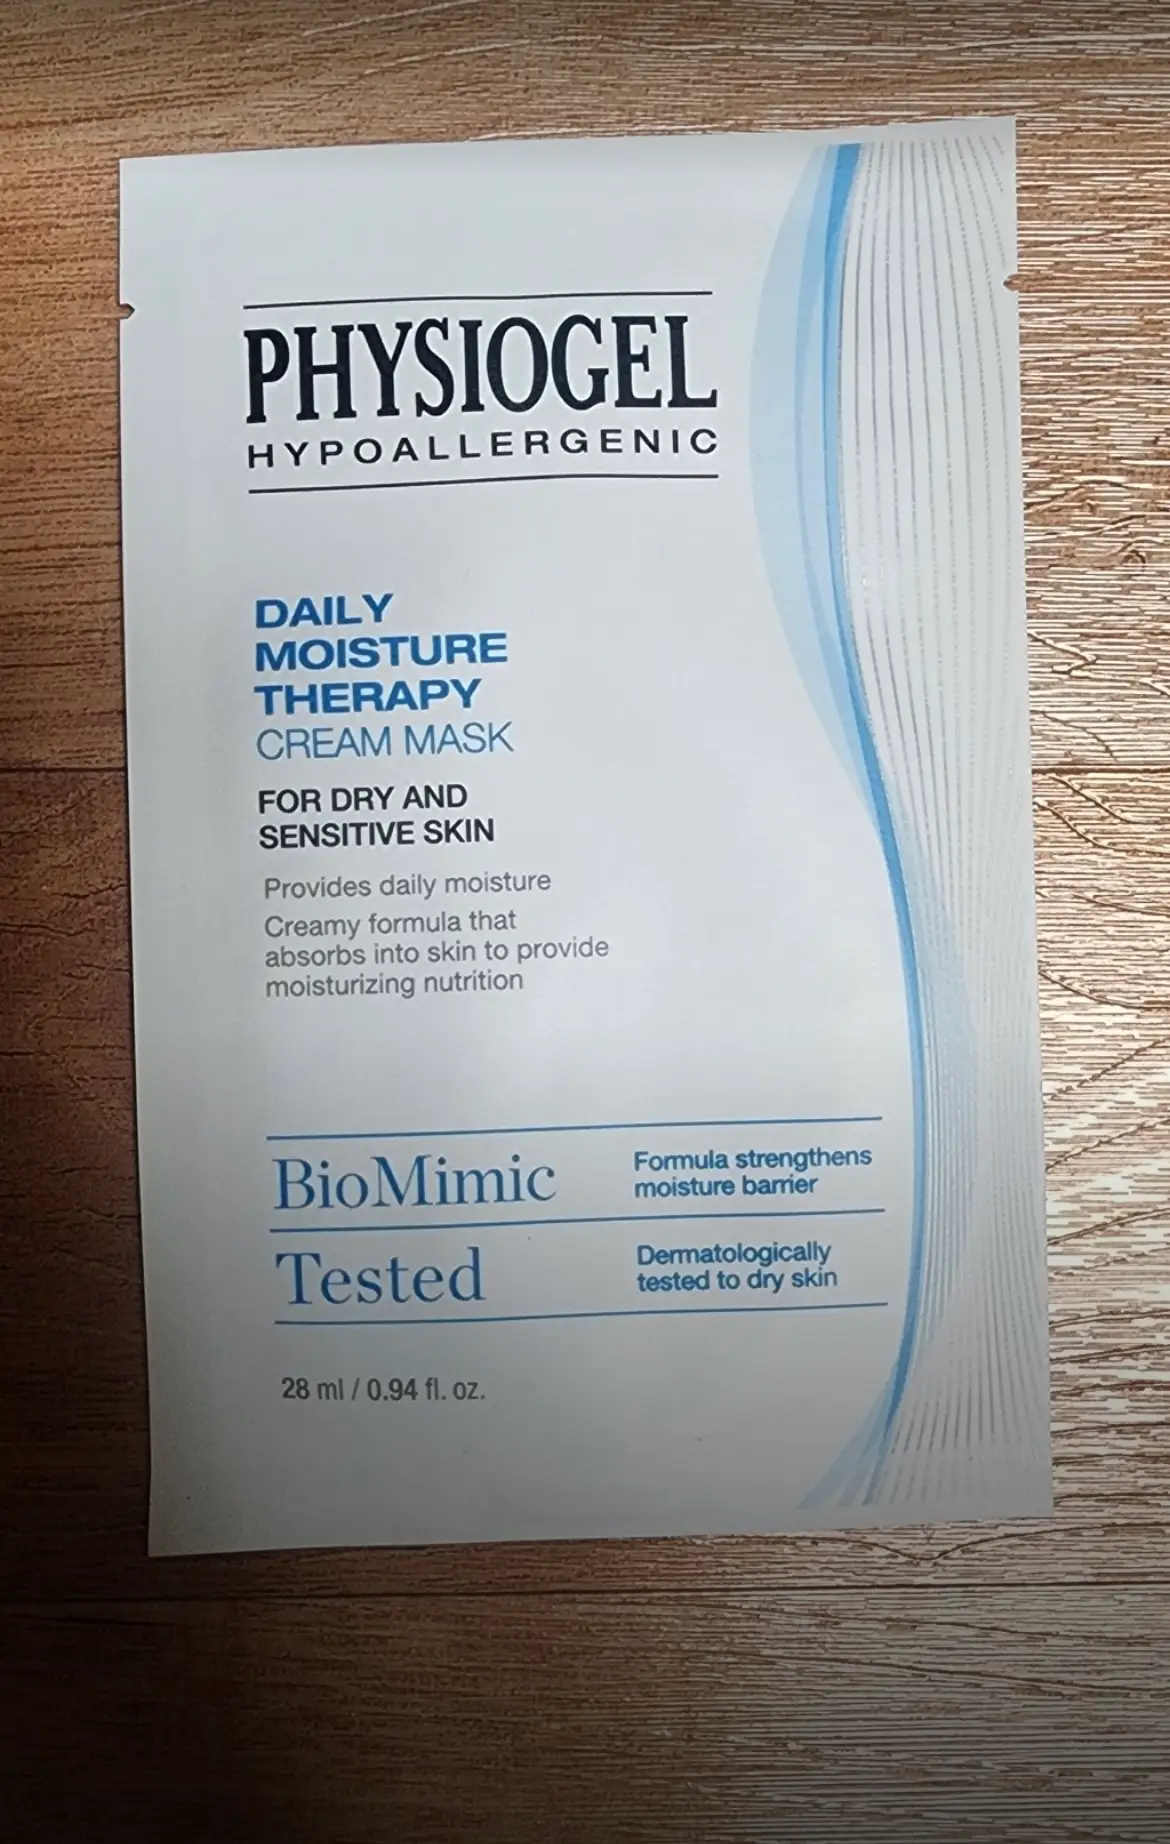 PHYSIOGEL
HYPOALLERGENIC
DAILY
MOISTURE
THERAPY
CREAM MASK
FOR DRY AND
SENSITIVE SKIN
Provides daily moisture
Creamy formula that
absorbs into skin to provide
moisturizing nutrition
BioMimic
Formula strengthens
moisture barrier
Tested
Dermatologically
tested to dry skin
28 ml / 0.94 fl. oz.